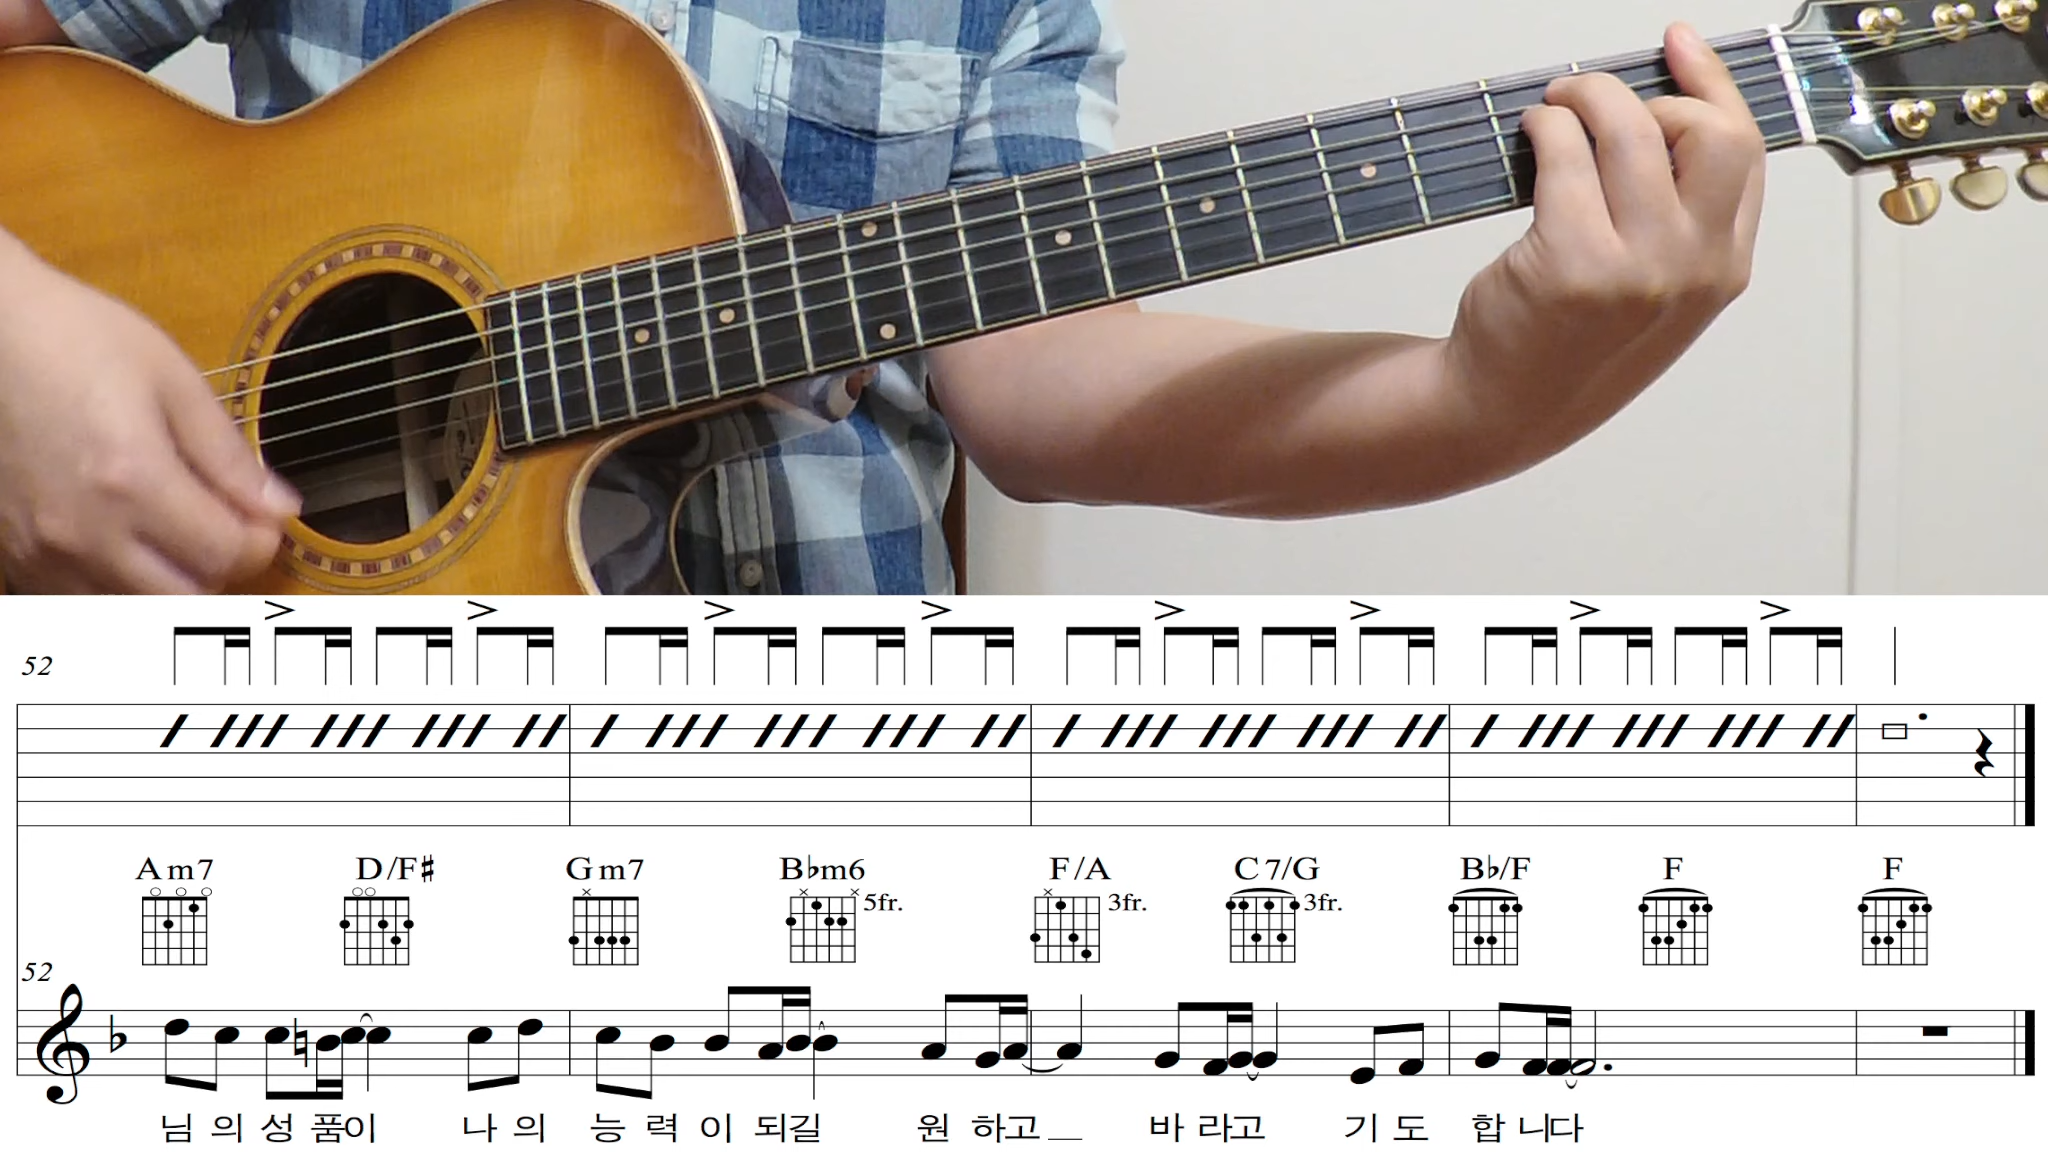 52
Am7 D/F♯ Gm7 B♭m6 F/A C7/G B♭/F F F
5fr. 3fr. 3fr.
52
님 의 성 품이 나 의 능 력 이 되길 원 하고 바 라고 기 도 합 니다